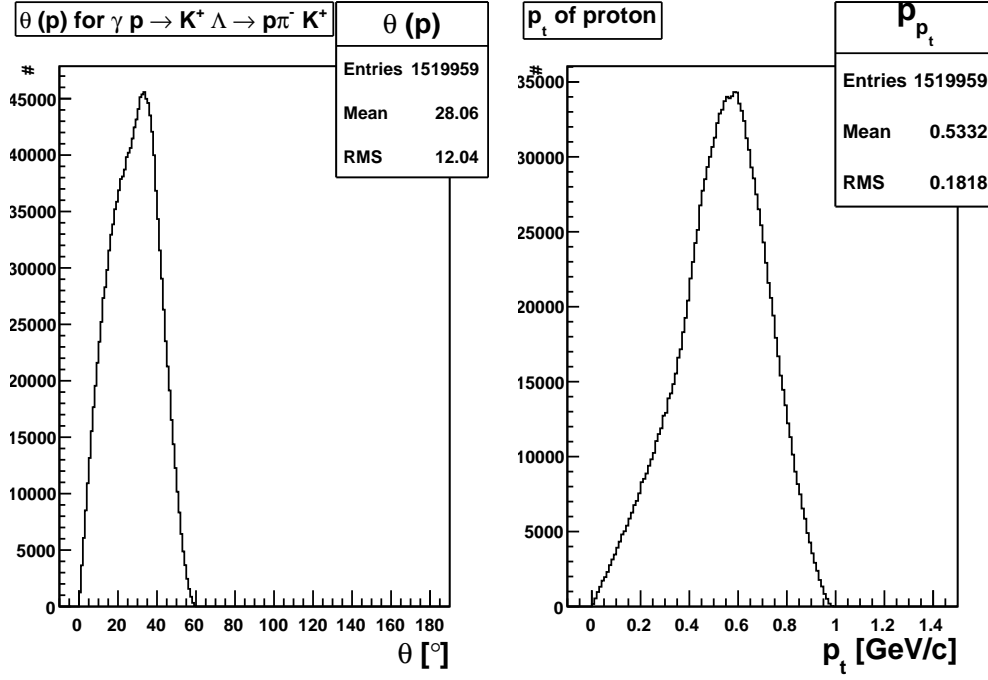 θ (p) for γ p → K⁺ Λ → pπ⁻ K⁺
θ (p)
Entries 1519959
Mean 28.06
RMS 12.04
#
45000
40000
35000
30000
25000
20000
15000
10000
5000
0
0 20 40 60 80 100 120 140 160 180
θ [°]
pₜ of proton
p_{pₜ}
Entries 1519959
Mean 0.5332
RMS 0.1818
#
35000
30000
25000
20000
15000
10000
5000
0
0 0.2 0.4 0.6 0.8 1 1.2 1.4
pₜ [GeV/c]